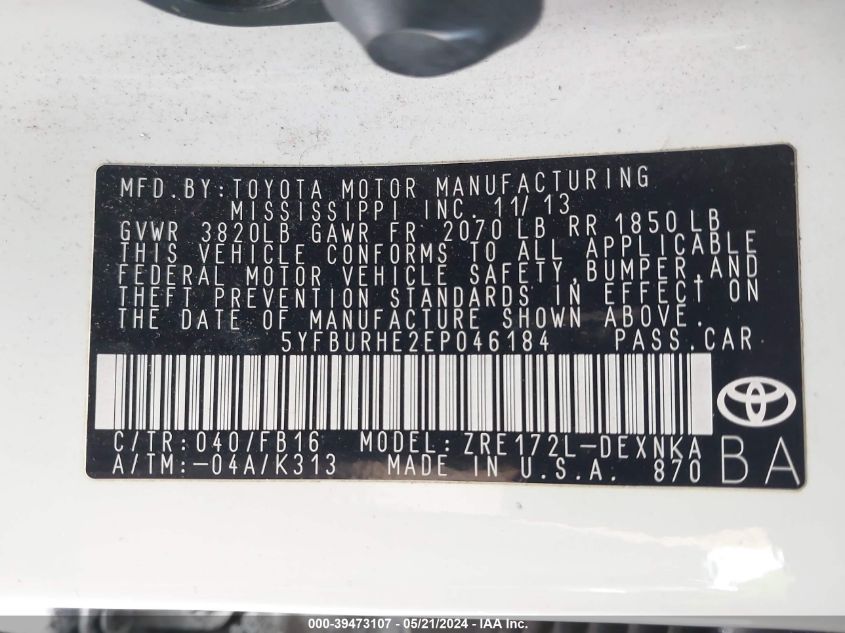 MFD.BY:TOYOTA MOTOR MANUFACTURING
MISSISSIPPI INC. 11/13
GVWR 3820LB GAWR FR 2070 LB RR 1850LB
THIS VEHICLE CONFORMS TO ALL APPLICABLE
FEDERAL MOTOR VEHICLE SAFETY,BUMPER,AND
THEFT PREVENTION STANDARDS IN EFFECT ON
THE DATE OF MANUFACTURE SHOWN ABOVE.
5YFBURHE2EP046184 PASS.CAR
C/TR:040/FB16 MODEL:ZRE172L-DEXNKA
A/TM:-04A/K313 MADE IN U.S.A. 870
BA
000-39473107 - 05/21/2024 - IAA Inc.